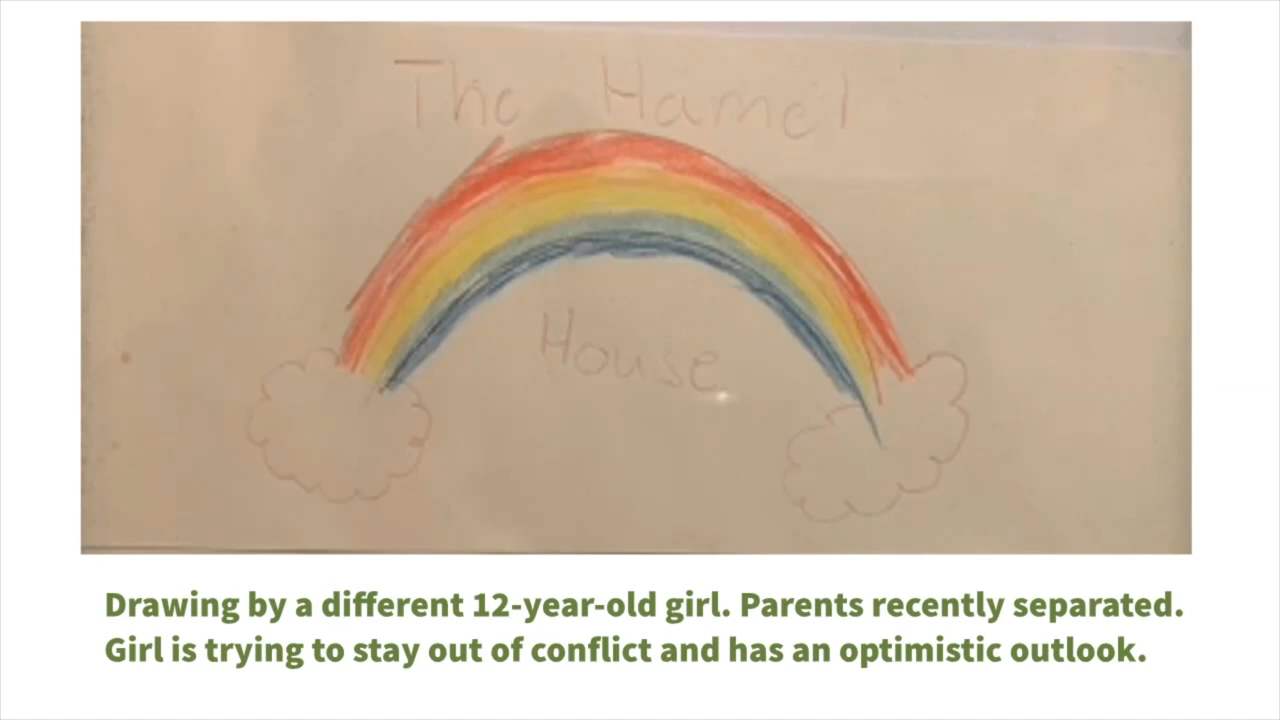 The Hamel
House
Drawing by a different 12-year-old girl. Parents recently separated.
Girl is trying to stay out of conflict and has an optimistic outlook.